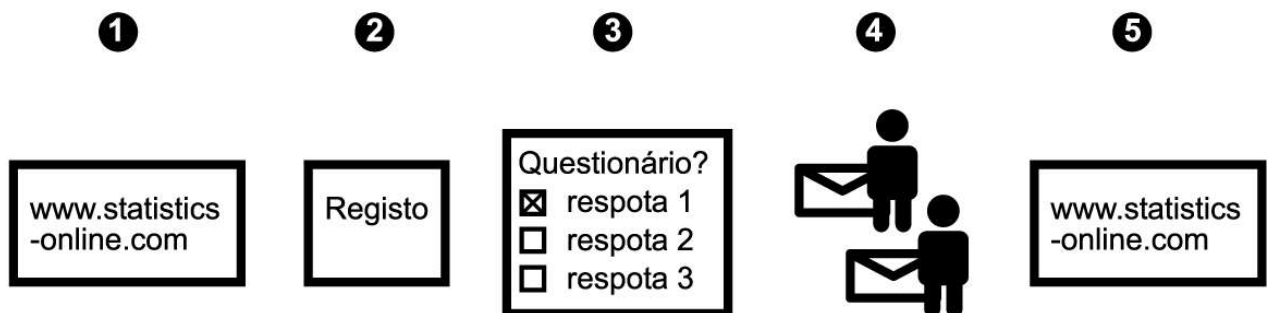 1 2 3 4 5
www.statistics
-online.com
Registo
Questionário?
respota 1
respota 2
respota 3
www.statistics
-online.com